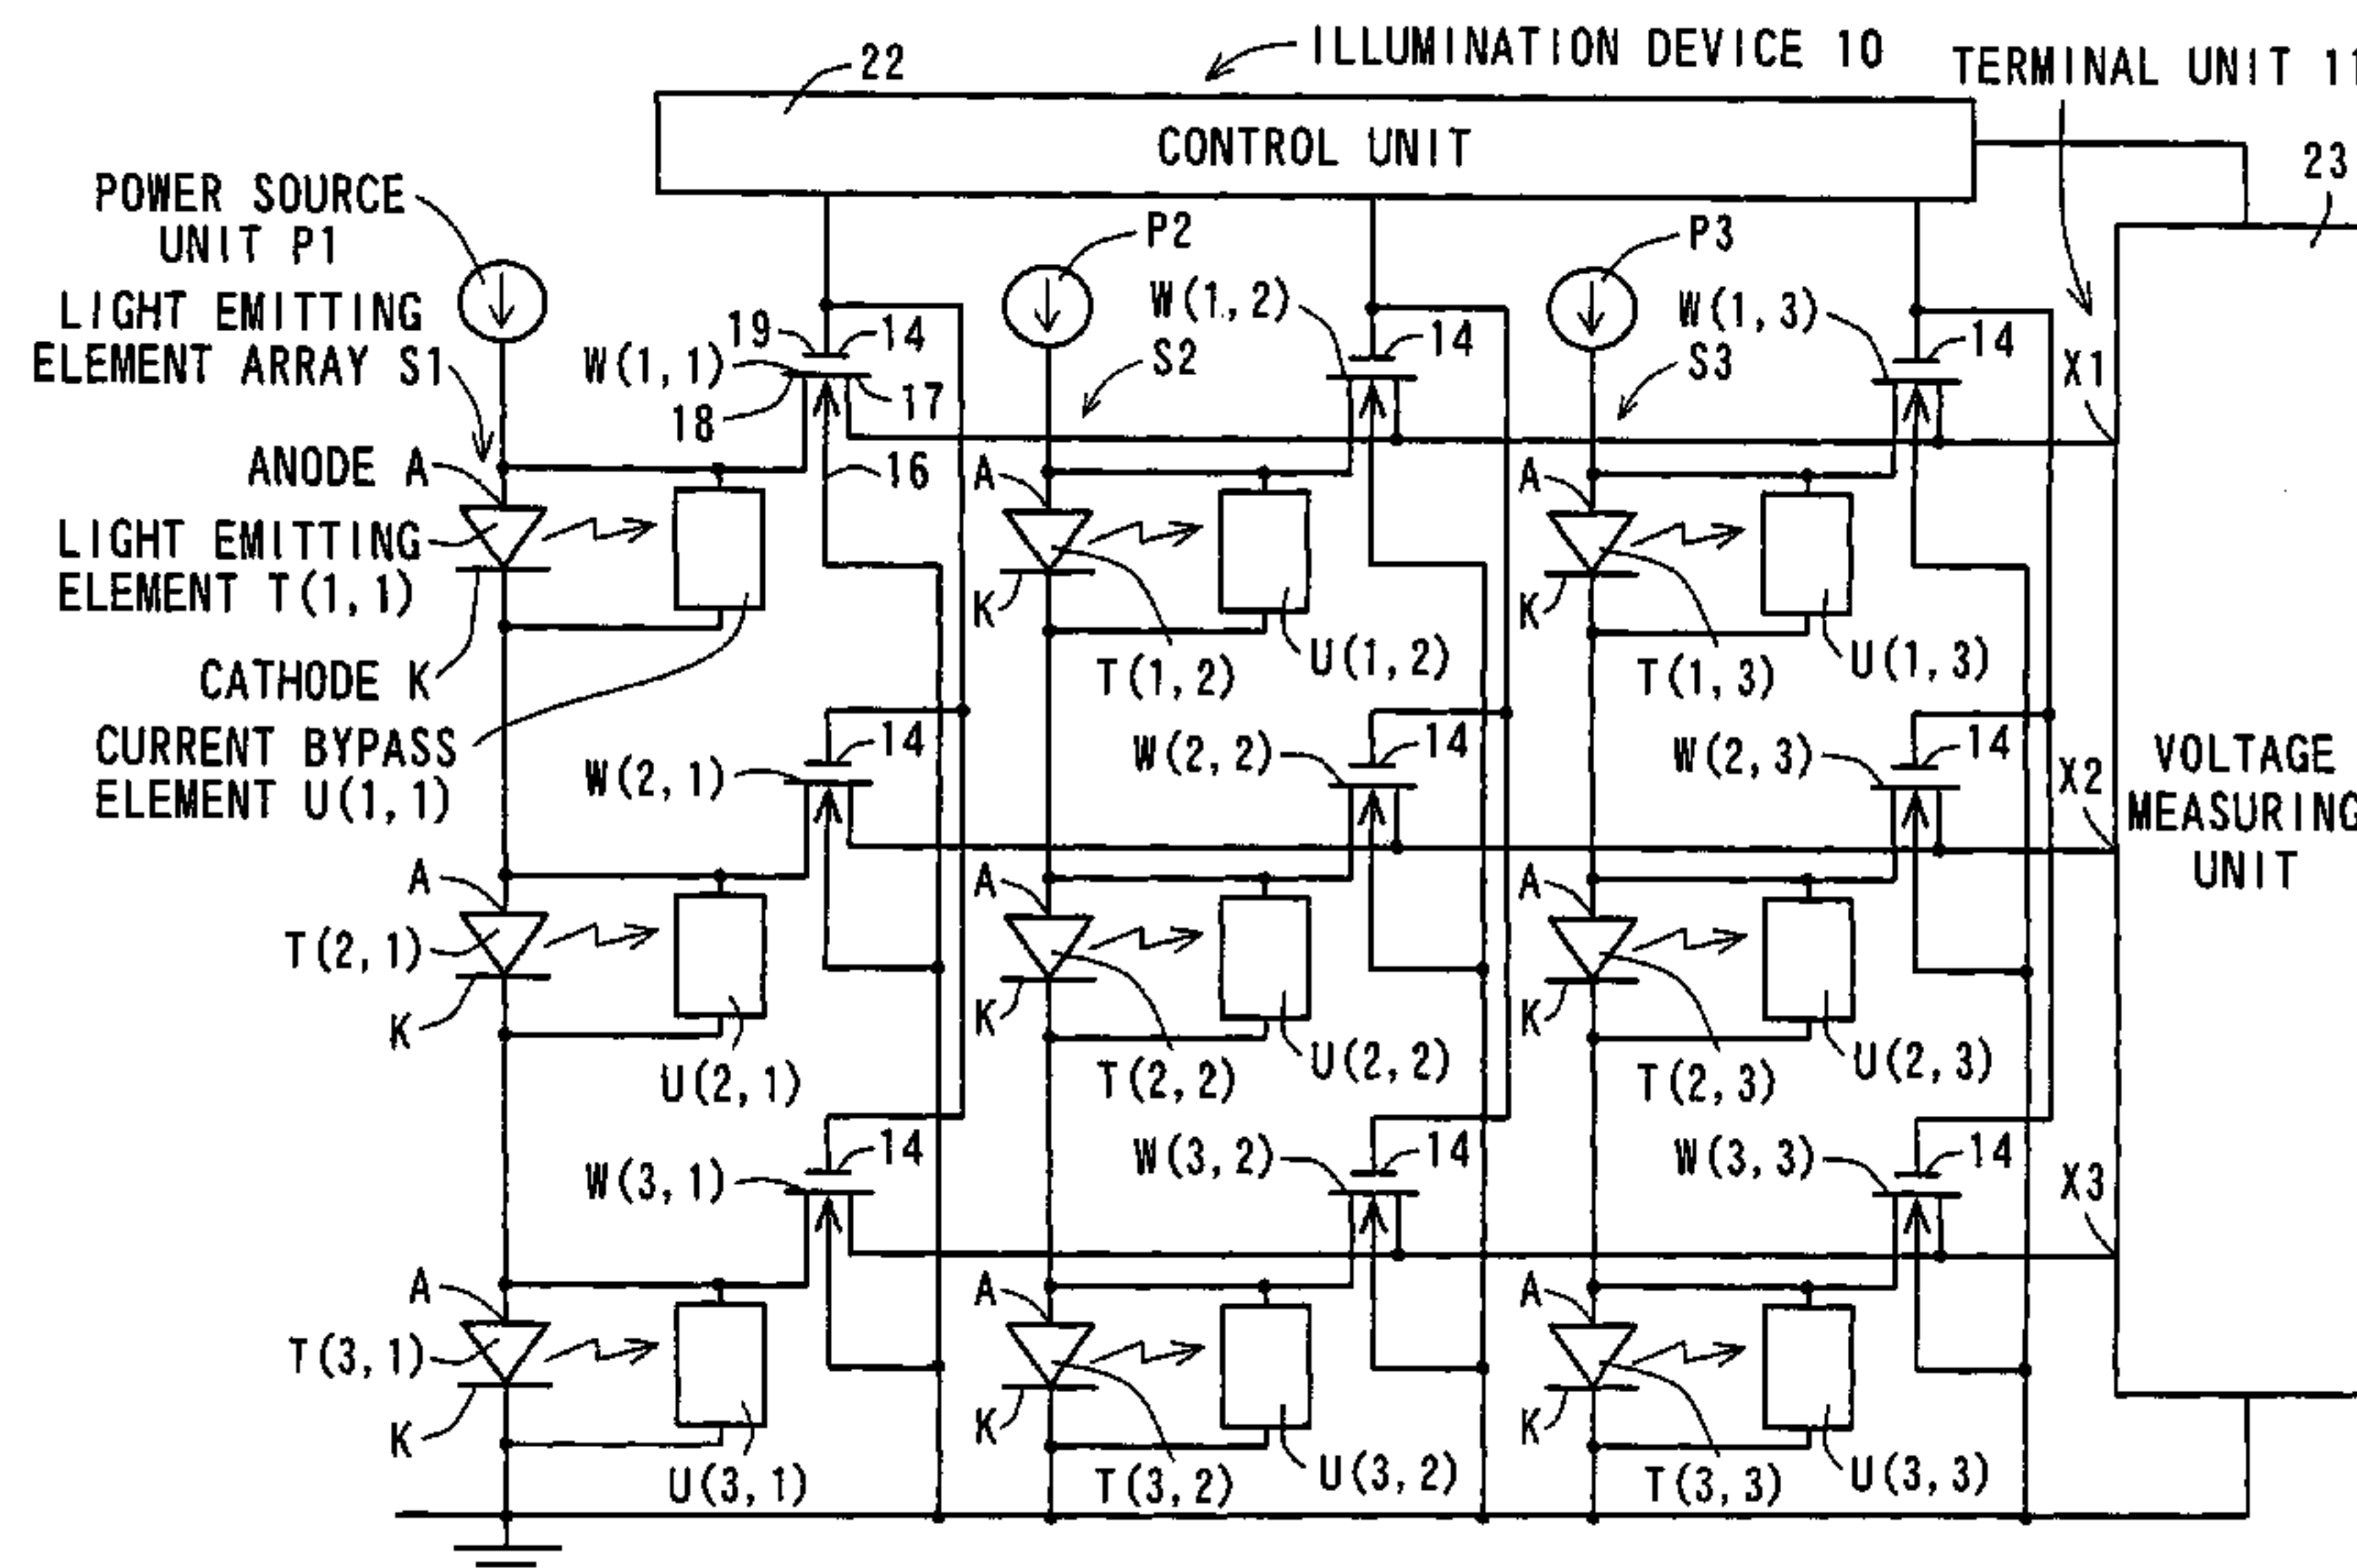 ILLUMINATION DEVICE 10
TERMINAL UNIT 11
22
CONTROL UNIT
23
POWER SOURCE
UNIT P1
P2
P3
LIGHT EMITTING
ELEMENT ARRAY S1
19
14
W(1,1)
18
17
W(1,2)
14
S2
W(1,3)
14
S3
X1
ANODE A
16
A
A
LIGHT EMITTING
ELEMENT T(1,1)
K
K
CATHODE K
T(1,2)
U(1,2)
T(1,3)
U(1,3)
CURRENT BYPASS
ELEMENT U(1,1)
W(2,1)
14
W(2,2)
14
W(2,3)
14
X2
VOLTAGE
MEASURING
UNIT
A
A
A
T(2,1)
K
K
K
U(2,1)
T(2,2)
U(2,2)
T(2,3)
U(2,3)
W(3,1)
14
W(3,2)
14
W(3,3)
14
X3
A
A
A
T(3,1)
K
K
K
U(3,1)
T(3,2)
U(3,2)
T(3,3)
U(3,3)